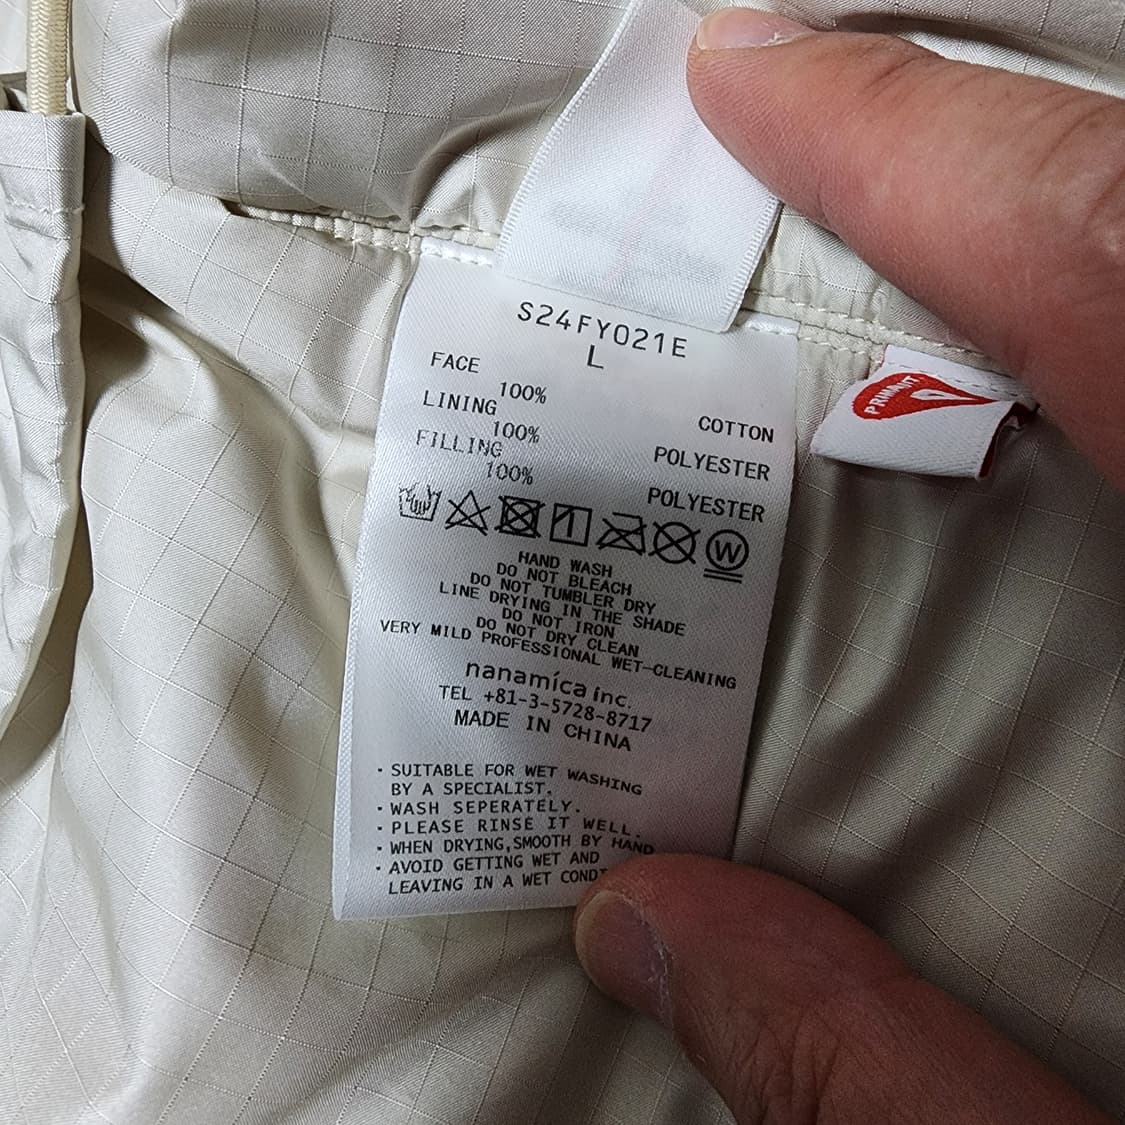 S24FY021E
L
FACE
100% COTTON
LINING
100% POLYESTER
FILLING
100% POLYESTER
W
HAND WASH
DO NOT BLEACH
DO NOT TUMBLER DRY
LINE DRYING IN THE SHADE
DO NOT IRON
DO NOT DRY CLEAN
VERY MILD PROFESSIONAL WET-CLEANING
nanamica inc.
TEL +81-3-5728-8717
MADE IN CHINA
· SUITABLE FOR WET WASHING
BY A SPECIALIST.
· WASH SEPERATELY.
· PLEASE RINSE IT WELL.
· WHEN DRYING,SMOOTH BY HAND
· AVOID GETTING WET AND
LEAVING IN A WET